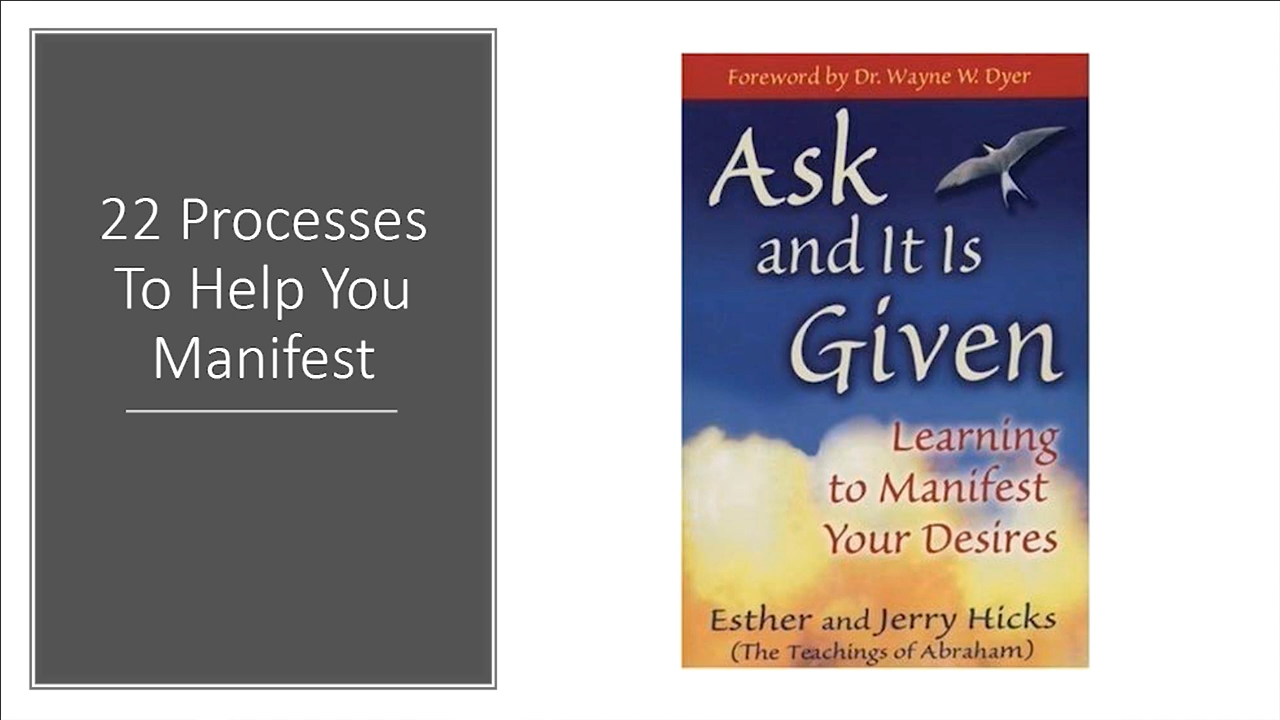 22 Processes
To Help You
Manifest
Foreword by Dr. Wayne W. Dyer
Ask
and It Is
Given
Learning
to Manifest
Your Desires
Esther and Jerry Hicks
(The Teachings of Abraham)